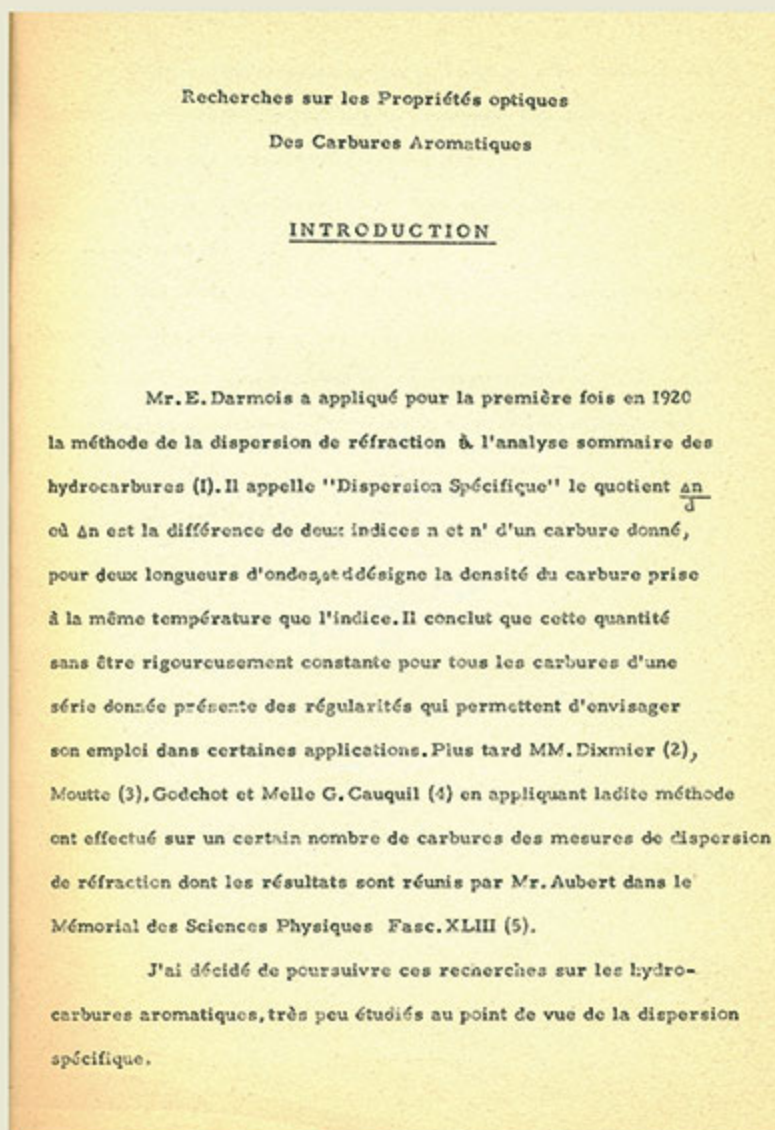 Recherches sur les Propriétés optiques
Des Carbures Aromatiques
INTRODUCTION
Mr. E. Darmois a appliqué pour la première fois en 1920
la méthode de la dispersion de réfraction à l'analyse sommaire des
hydrocarbures (I). Il appelle "Dispersion Spécifique" le quotient Δn/d
où Δn est la différence de deux indices n et n' d'un carbure donné,
pour deux longueurs d'ondes, et d désigne la densité du carbure prise
à la même température que l'indice. Il conclut que cette quantité
sans être rigoureusement constante pour tous les carbures d'une
série donnée présente des régularités qui permettent d'envisager
son emploi dans certaines applications. Plus tard MM. Dixmier (2),
Moutte (3), Godchot et Melle G. Cauquil (4) en appliquant ladite méthode
ont effectué sur un certain nombre de carbures des mesures de dispersion
de réfraction dont les résultats sont réunis par Mr. Aubert dans le
Mémorial des Sciences Physiques Fasc. XLIII (5).
J'ai décidé de poursuivre ces recherches sur les hydro-
carbures aromatiques, très peu étudiés au point de vue de la dispersion
spécifique.